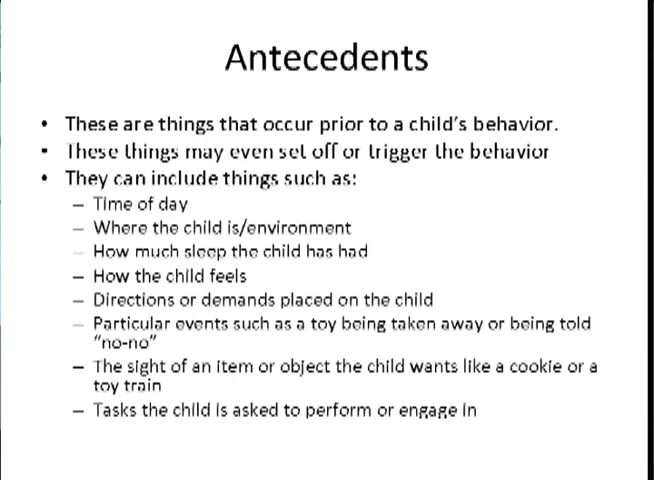 Antecedents
• These are things that occur prior to a child's behavior.
• These things may even set off or trigger the behavior
• They can include things such as:
– Time of day
– Where the child is/environment
– How much sleep the child has had
– How the child feels
– Directions or demands placed on the child
– Particular events such as a toy being taken away or being told
"no-no"
– The sight of an item or object the child wants like a cookie or a
toy train
– Tasks the child is asked to perform or engage in